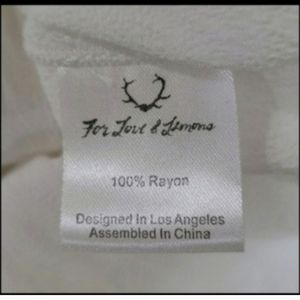 For Love & Lemons
100% Rayon
Designed in Los Angeles
Assembled in China